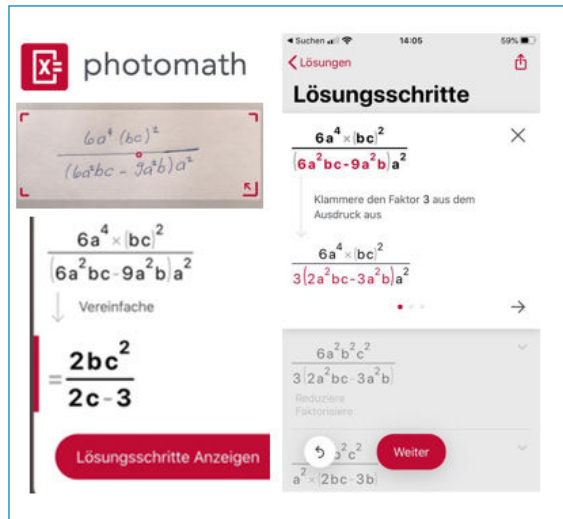 photomath
6a⁴ (bc)²
(6a²bc - 9a²b)a²
6a⁴×(bc)²
(6a²bc-9a²b)a²
Vereinfache
= 2bc²
2c-3
Lösungsschritte Anzeigen
Suchen 14:05 59%
Lösungen
Lösungsschritte
6a⁴×(bc)²
(6a²bc-9a²b)a²
Klammere den Faktor 3 aus dem
Ausdruck aus
6a⁴×(bc)²
3(2a²bc-3a²b)a²
6a²b²c²
3(2a²bc-3a²b)
Reduziere
Faktorisiere
b²c²
Weiter
a²×(2bc-3b)